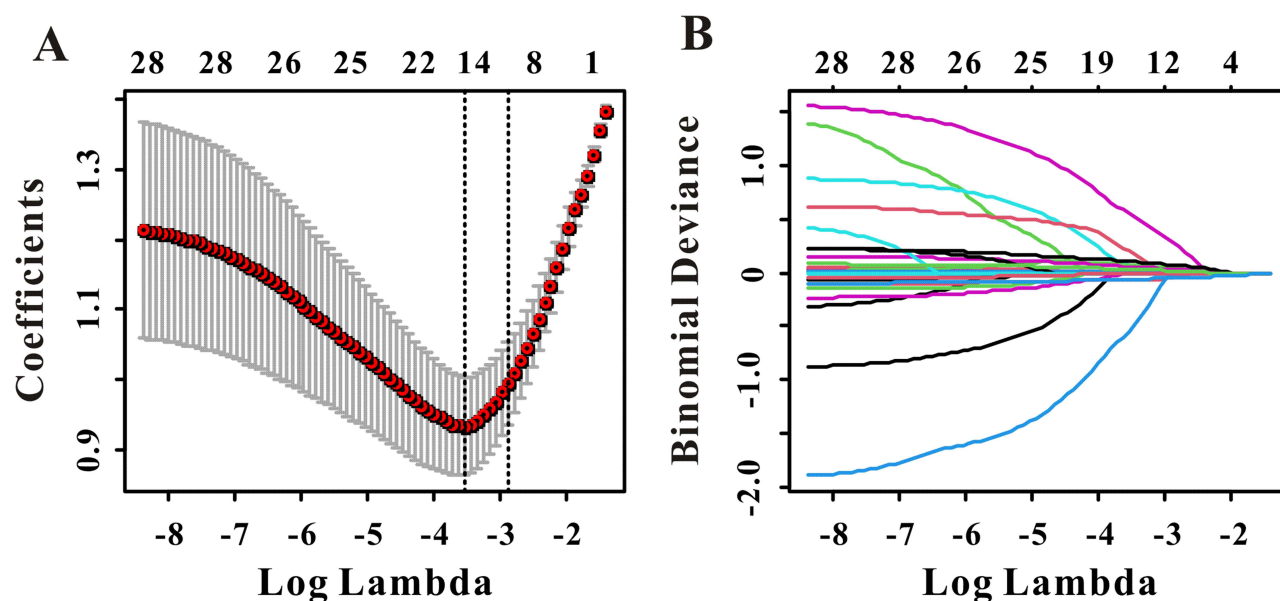 A
28 28 26 25 22 14 8 1
Coefficients
1.3
1.1
0.9
-8 -7 -6 -5 -4 -3 -2
Log Lambda
B
28 28 26 25 19 12 4
Binomial Deviance
1.0
0
-1.0
-2.0
-8 -7 -6 -5 -4 -3 -2
Log Lambda